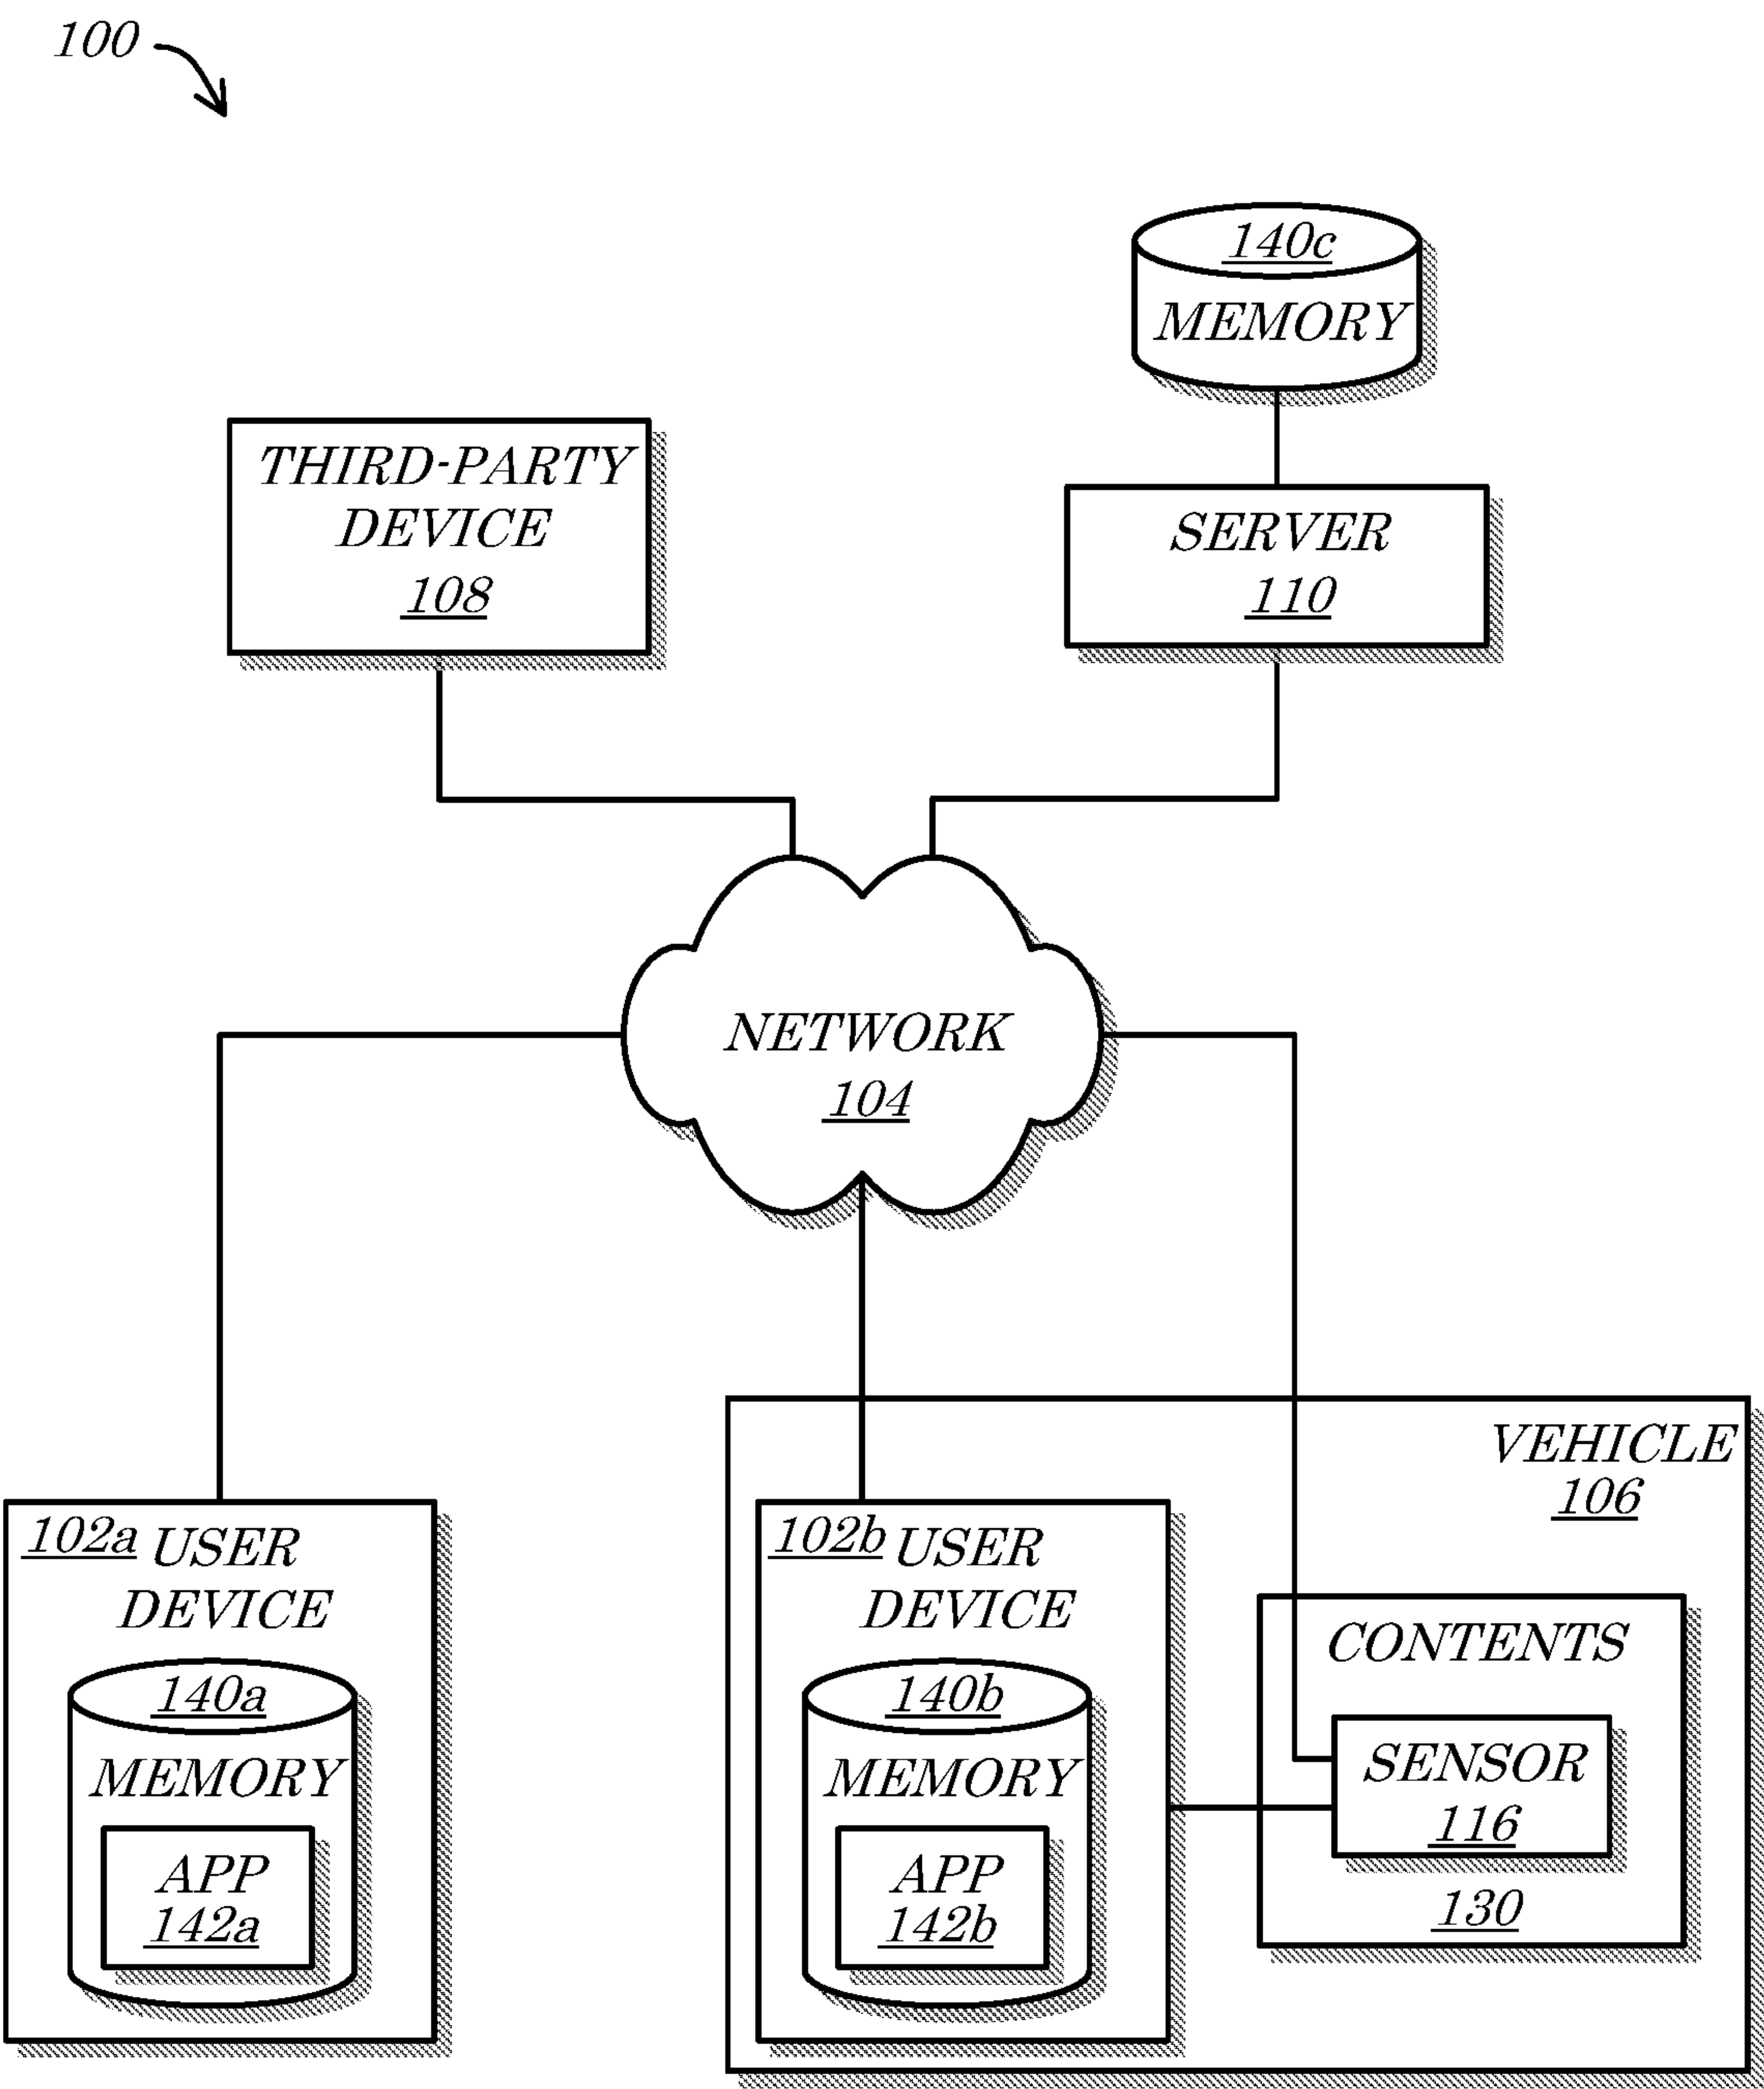 100
140c
MEMORY
THIRD-PARTY
DEVICE
108
SERVER
110
NETWORK
104
VEHICLE
106
102a USER
DEVICE
140a
MEMORY
APP
142a
102b USER
DEVICE
140b
MEMORY
APP
142b
CONTENTS
SENSOR
116
130